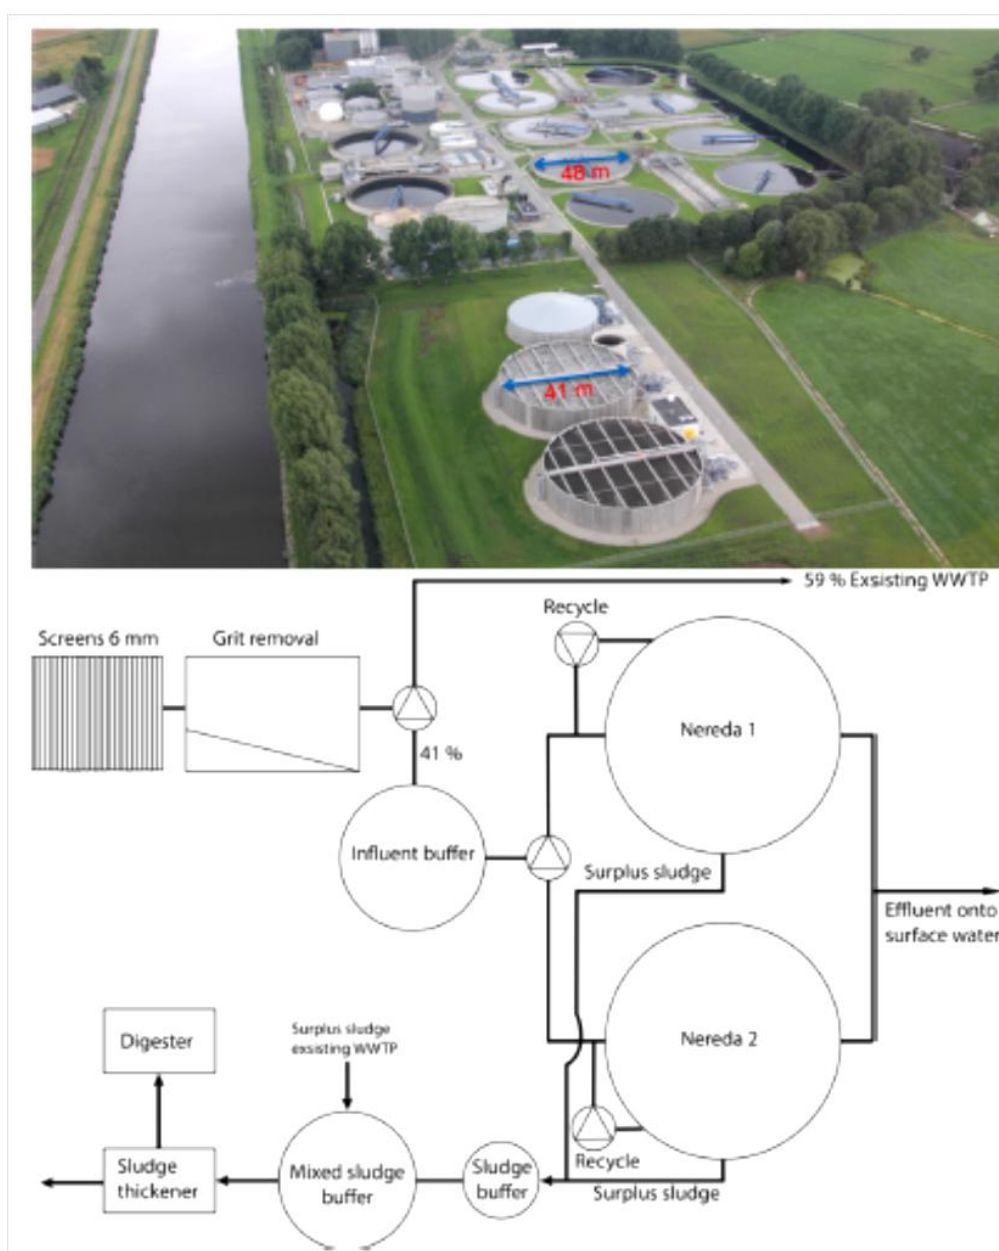 48 m
41 m
59 % Exsisting WWTP
Recycle
Screens 6 mm
Grit removal
Nereda 1
41 %
Influent buffer
Surplus sludge
Effluent onto
surface water
Surplus sludge
exsisting WWTP
Digester
Nereda 2
Recycle
Sludge
thickener
Mixed sludge
buffer
Sludge
buffer
Surplus sludge